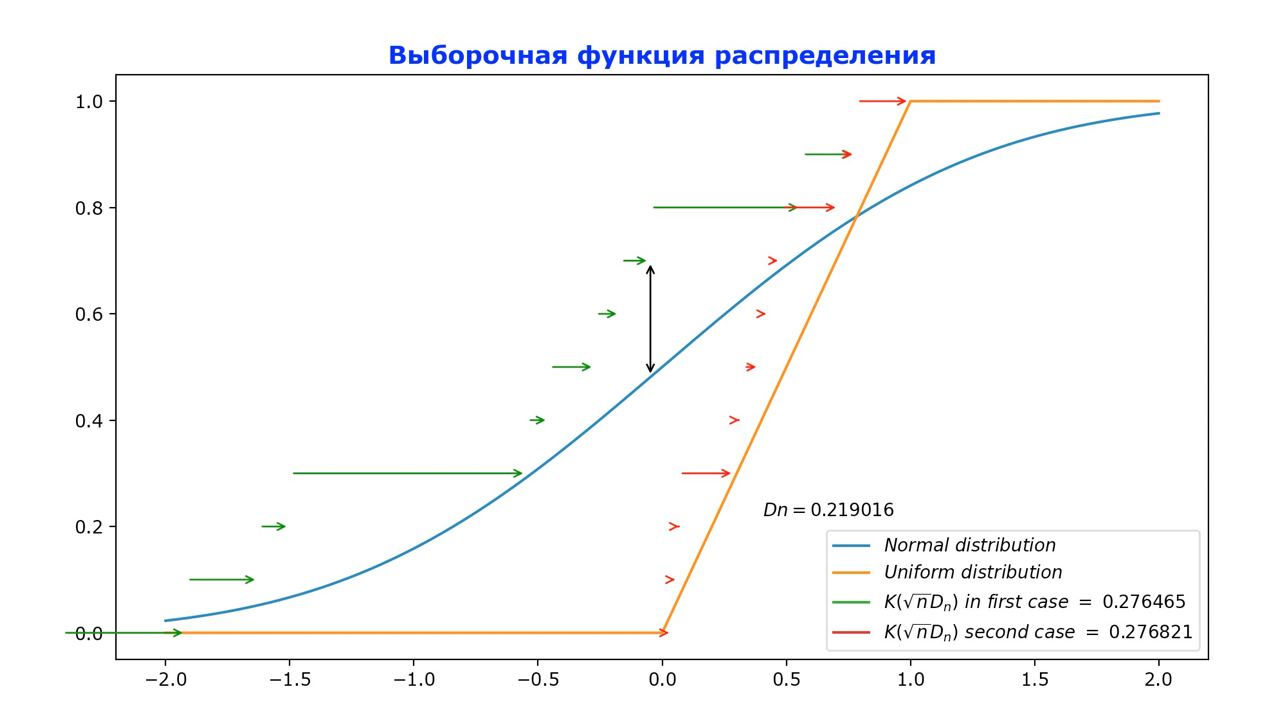 Выборочная функция распределения
1.0
0.8
0.6
0.4
0.2
0.0
Dn = 0.219016
Normal distribution
Uniform distribution
K(√nDₙ) in first case = 0.276465
K(√nDₙ) second case = 0.276821
−2.0 −1.5 −1.0 −0.5 0.0 0.5 1.0 1.5 2.0